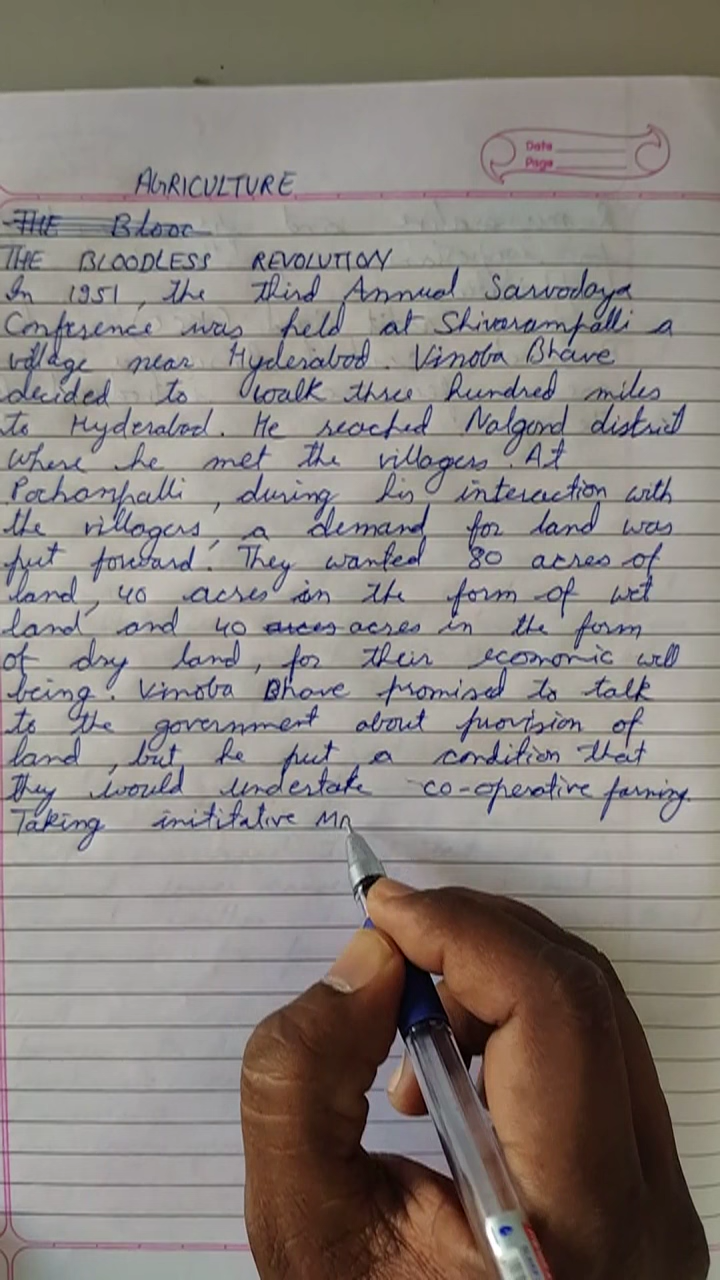 Date
Page
AGRICULTURE
THE Blooc
THE BLOODLESS REVOLUTION
In 1951, the third Annual Sarvodaya
Conference was held at Shivarampalli a
village near Hyderabad. Vinoba Bhave
decided to walk three hundred miles
to Hyderabad. He reached Nalgond district
where he met the villagers. At
Pochampalli, during his interaction with
the villagers, a demand for land was
put forward. They wanted 80 acres of
land, 40 acres in the form of wet
land and 40 acres acres in the form
of dry land, for their economic well
being. Vinoba Bhave promised to talk
to the government about provision of
land, but he put a condition that
they would undertake co-operative farming.
Taking inititative